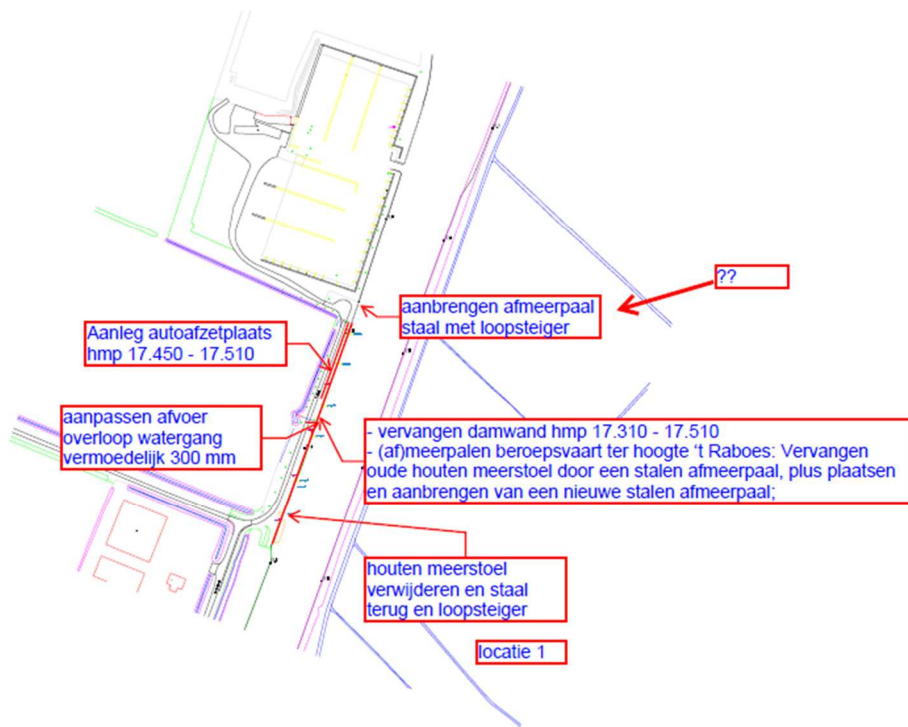 ??
aanbrengen afmeerpaal
staal met loopsteiger
Aanleg autoafzetplaats
hmp 17.450 - 17.510
aanpassen afvoer
overloop watergang
vermoedelijk 300 mm
- vervangen damwand hmp 17.310 - 17.510
- (af)meerpalen beroepsvaart ter hoogte 't Raboes: Vervangen
oude houten meerstoel door een stalen afmeerpaal, plus plaatsen
en aanbrengen van een nieuwe stalen afmeerpaal;
houten meerstoel
verwijderen en staal
terug en loopsteiger
locatie 1